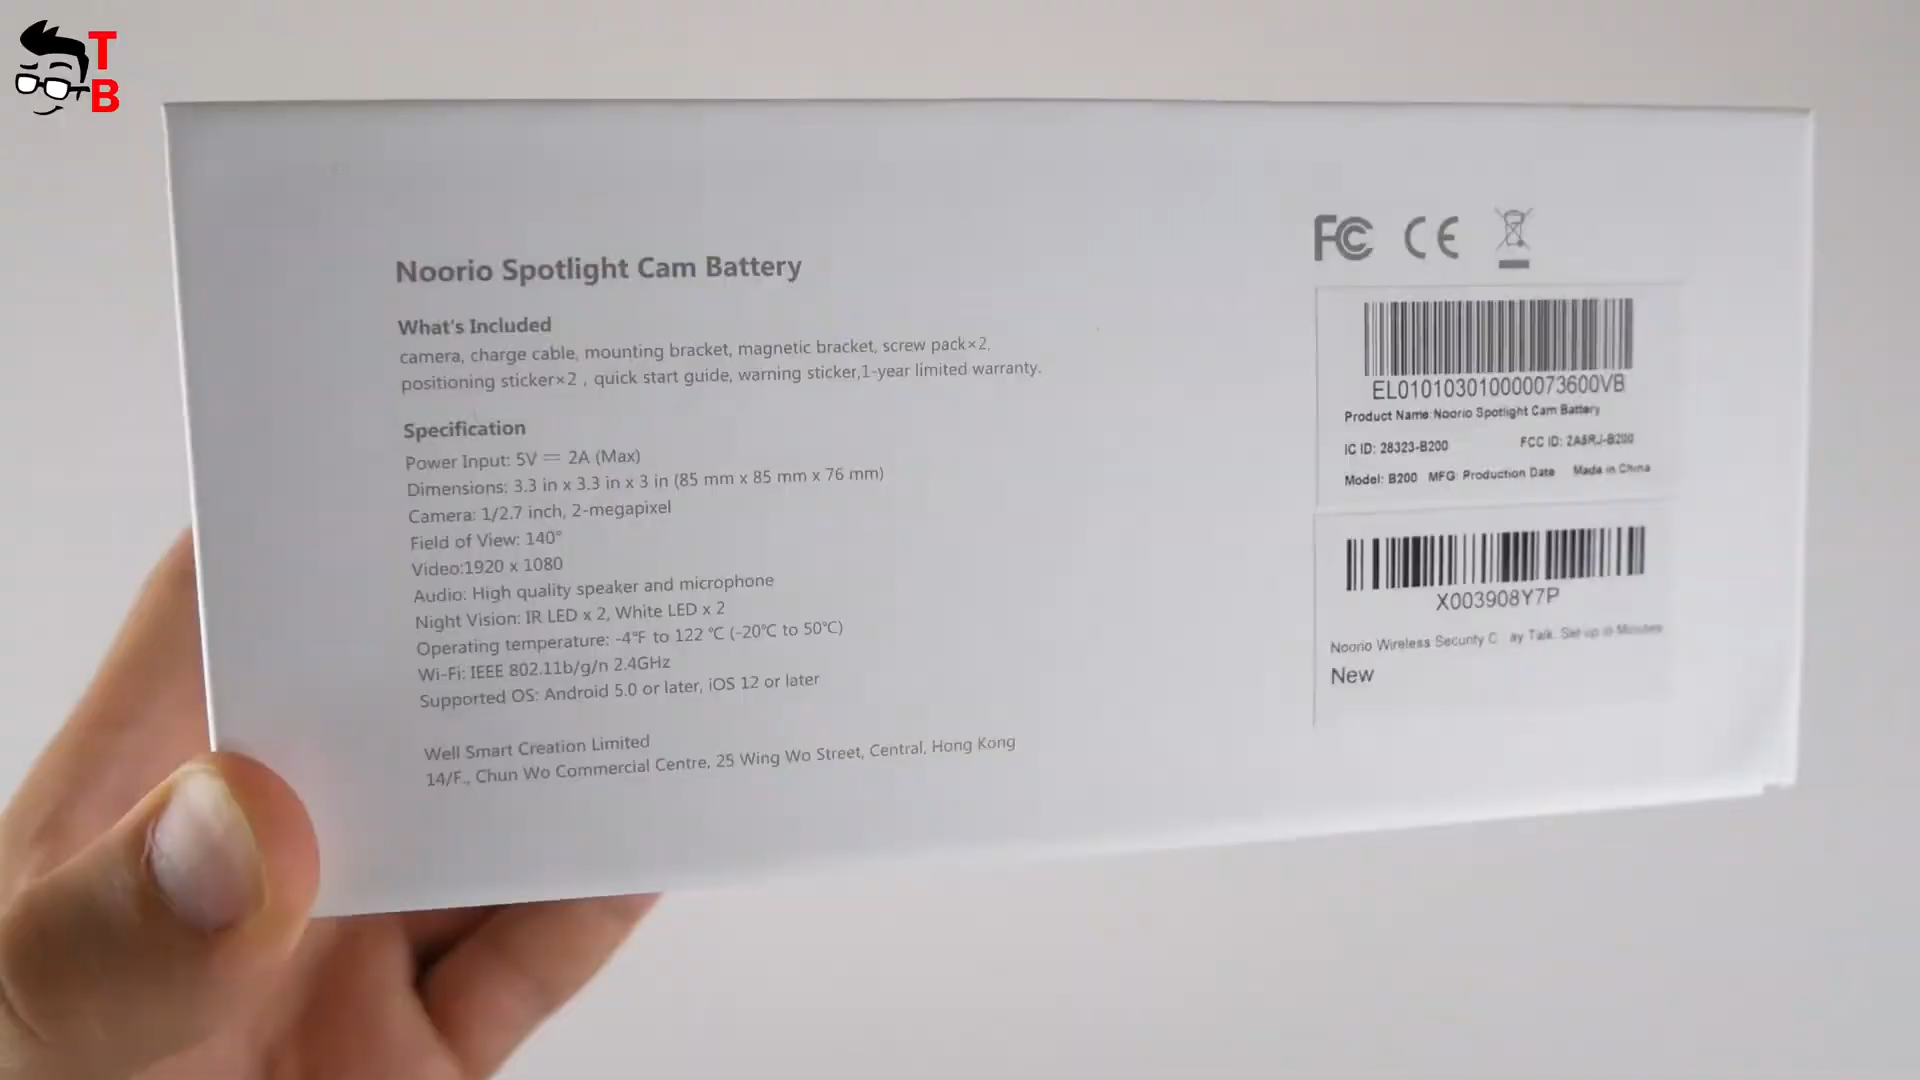 TB
Noorio Spotlight Cam Battery
What's Included
camera, charge cable, mounting bracket, magnetic bracket, screw pack×2,
positioning sticker×2 , quick start guide, warning sticker,1-year limited warranty.
Specification
Power Input: 5V ⎓ 2A (Max)
Dimensions: 3.3 in x 3.3 in x 3 in (85 mm x 85 mm x 76 mm)
Camera: 1/2.7 inch, 2-megapixel
Field of View: 140°
Video:1920 x 1080
Audio: High quality speaker and microphone
Night Vision: IR LED x 2, White LED x 2
Operating temperature: -4℉ to 122 ℃ (-20℃ to 50℃)
Wi-Fi: IEEE 802.11b/g/n 2.4GHz
Supported OS: Android 5.0 or later, iOS 12 or later
Well Smart Creation Limited
14/F., Chun Wo Commercial Centre, 25 Wing Wo Street, Central, Hong Kong
FC CE
EL010103010000073600VB
Product Name:Noorio Spotlight Cam Battery
IC ID: 28323-B200 FCC ID: 2A8RJ-B200
Model: B200 MFG: Production Date Made in China
X003908Y7P
Noorio Wireless Security C ay Talk, Set up in Minutes
New